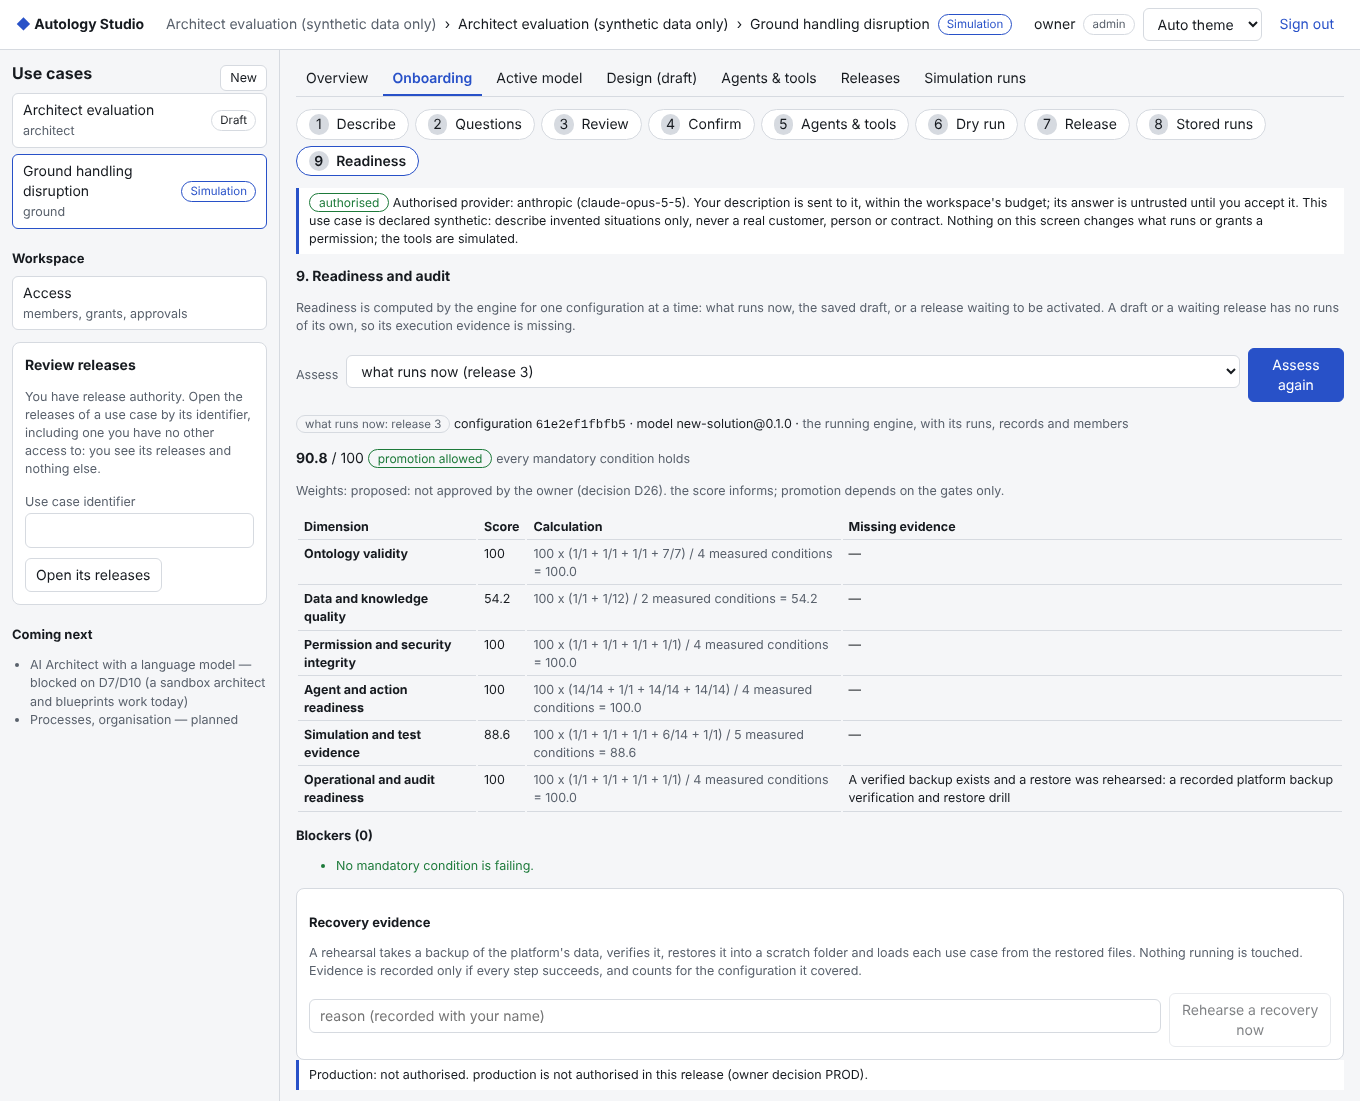 Autology Studio
Architect evaluation (synthetic data only) › Architect evaluation (synthetic data only) › Ground handling disruption Simulation
owner admin Auto theme Sign out
Use cases
New
Architect evaluation
architect
Draft
Ground handling
disruption
ground
Simulation
Workspace
Access
members, grants, approvals
Review releases
You have release authority. Open the
releases of a use case by its identifier,
including one you have no other
access to: you see its releases and
nothing else.
Use case identifier
Open its releases
Coming next
• AI Architect with a language model —
blocked on D7/D10 (a sandbox architect
and blueprints work today)
• Processes, organisation — planned
Overview Onboarding Active model Design (draft) Agents & tools Releases Simulation runs
1 Describe 2 Questions 3 Review 4 Confirm 5 Agents & tools 6 Dry run 7 Release 8 Stored runs
9 Readiness
authorised Authorised provider: anthropic (claude-opus-5-5). Your description is sent to it, within the workspace's budget; its answer is untrusted until you accept it. This
use case is declared synthetic: describe invented situations only, never a real customer, person or contract. Nothing on this screen changes what runs or grants a
permission; the tools are simulated.
9. Readiness and audit
Readiness is computed by the engine for one configuration at a time: what runs now, the saved draft, or a release waiting to be activated. A draft or a waiting release has no runs
of its own, so its execution evidence is missing.
Assess what runs now (release 3)
Assess
again
what runs now: release 3 configuration 61e2ef1fbfb5 · model new-solution@0.1.0 · the running engine, with its runs, records and members
90.8 / 100 promotion allowed every mandatory condition holds
Weights: proposed: not approved by the owner (decision D26). the score informs; promotion depends on the gates only.
Dimension Score Calculation Missing evidence
Ontology validity 100 100 x (1/1 + 1/1 + 1/1 + 7/7) / 4 measured conditions —
= 100.0
Data and knowledge 54.2 100 x (1/1 + 1/12) / 2 measured conditions = 54.2 —
quality
Permission and security 100 100 x (1/1 + 1/1 + 1/1 + 1/1) / 4 measured conditions —
integrity = 100.0
Agent and action 100 100 x (14/14 + 1/1 + 14/14 + 14/14) / 4 measured —
readiness conditions = 100.0
Simulation and test 88.6 100 x (1/1 + 1/1 + 1/1 + 6/14 + 1/1) / 5 measured —
evidence conditions = 88.6
Operational and audit 100 100 x (1/1 + 1/1 + 1/1 + 1/1) / 4 measured conditions A verified backup exists and a restore was rehearsed: a recorded platform backup
readiness = 100.0 verification and restore drill
Blockers (0)
• No mandatory condition is failing.
Recovery evidence
A rehearsal takes a backup of the platform's data, verifies it, restores it into a scratch folder and loads each use case from the restored files. Nothing running is touched.
Evidence is recorded only if every step succeeds, and counts for the configuration it covered.
reason (recorded with your name)
Rehearse a recovery
now
Production: not authorised. production is not authorised in this release (owner decision PROD).